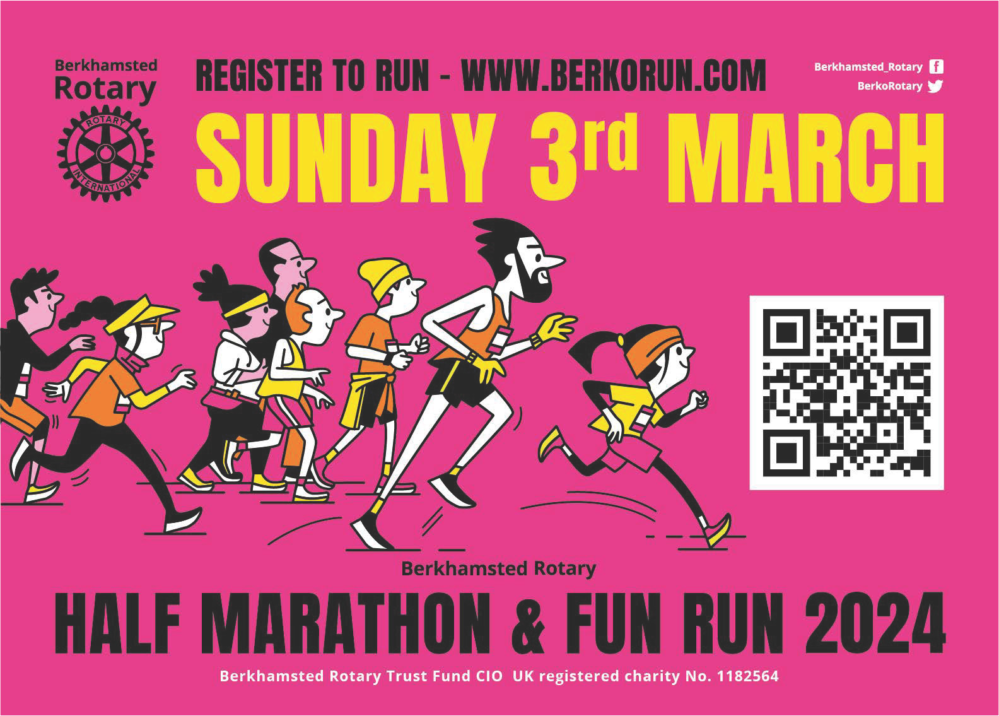 Berkhamsted
Rotary
ROTARY
INTERNATIONAL
REGISTER TO RUN - WWW.BERKORUN.COM
Berkhamsted_Rotary
BerkoRotary
SUNDAY 3rd MARCH
Berkhamsted Rotary
HALF MARATHON & FUN RUN 2024
Berkhamsted Rotary Trust Fund CIO UK registered charity No. 1182564